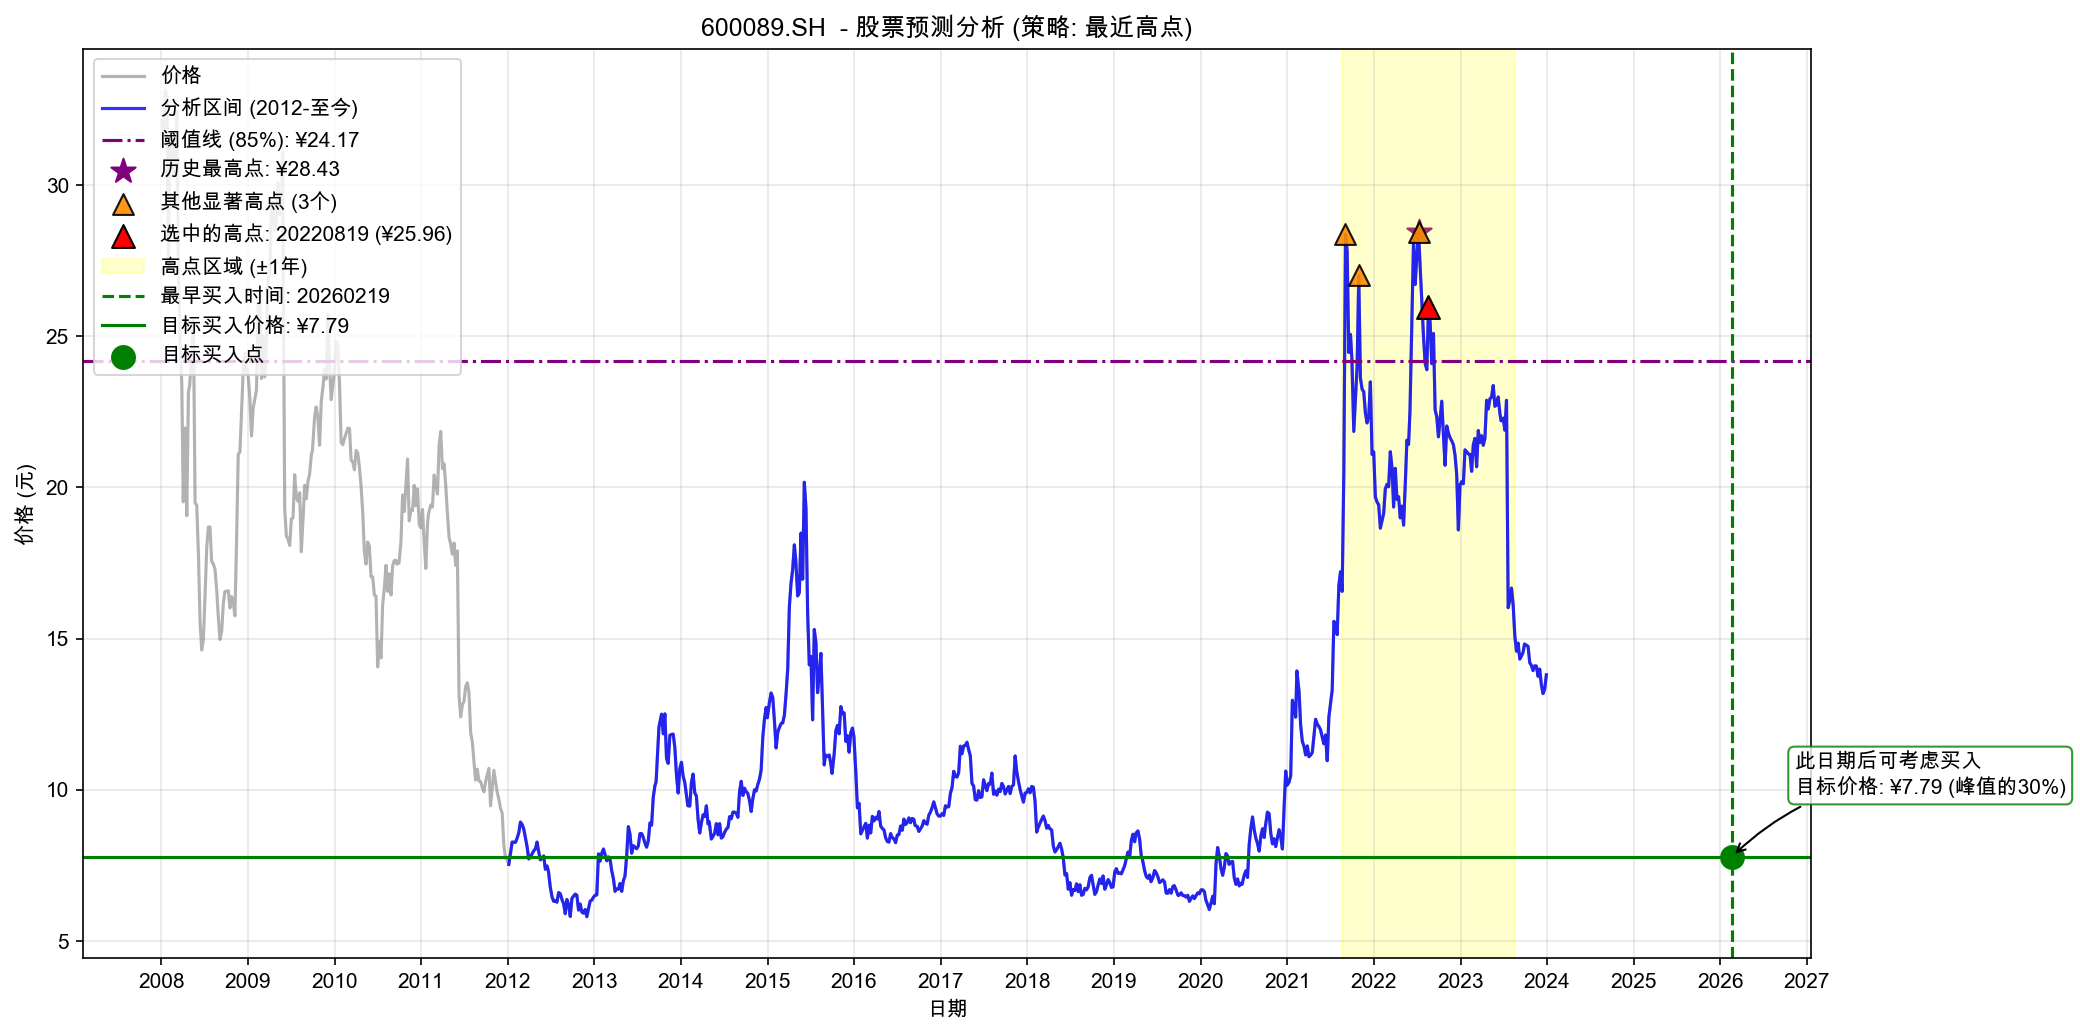 600089.SH - 股票预测分析 (策略: 最近高点)
价格
分析区间 (2012-至今)
阈值线 (85%): ¥24.17
历史最高点: ¥28.43
其他显著高点 (3个)
选中的高点: 20220819 (¥25.96)
高点区域 (±1年)
最早买入时间: 20260219
目标买入价格: ¥7.79
目标买入点
价格 (元)
30
25
20
15
10
5
此日期后可考虑买入
目标价格: ¥7.79 (峰值的30%)
2008 2009 2010 2011 2012 2013 2014 2015 2016 2017 2018 2019 2020 2021 2022 2023 2024 2025 2026 2027
日期